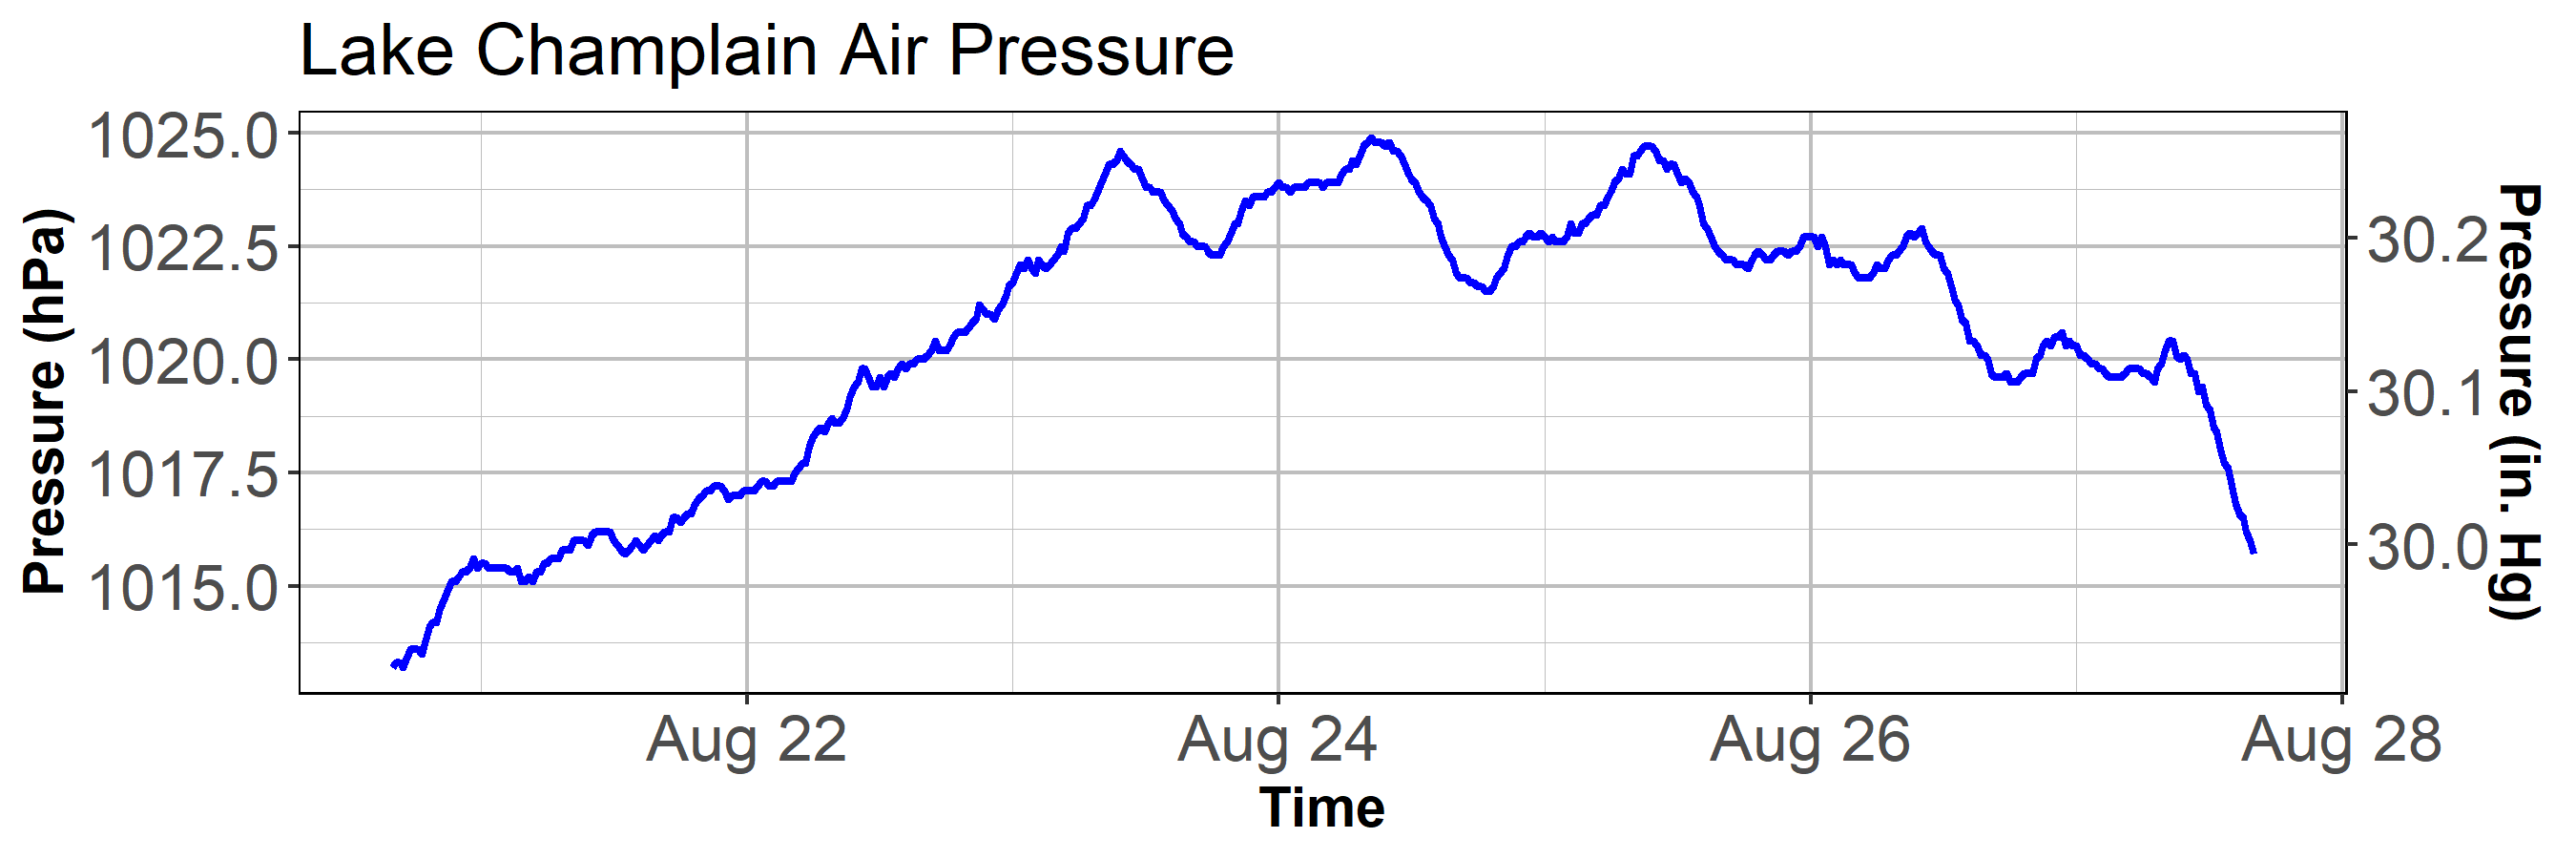 Lake Champlain Air Pressure
Pressure (hPa)
1025.0
1022.5
1020.0
1017.5
1015.0
30.2
30.1
30.0
Pressure (in. Hg)
Aug 22 Aug 24 Aug 26 Aug 28
Time